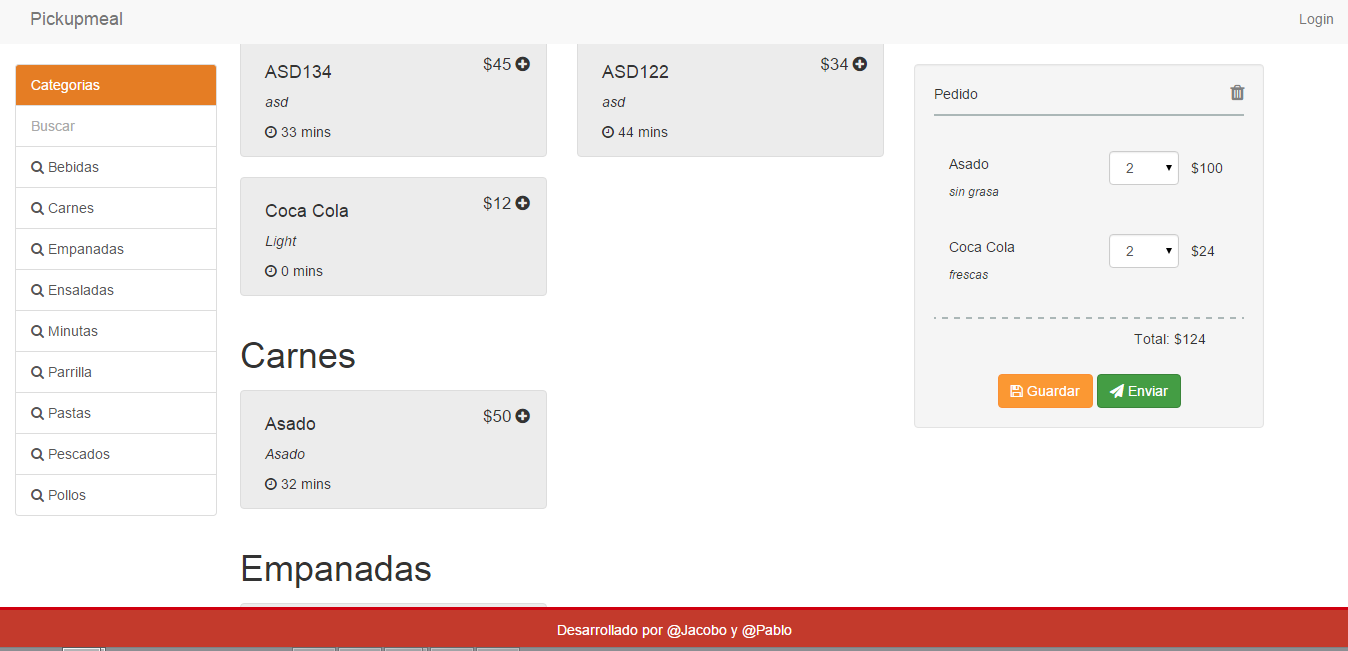 Pickupmeal
Login
Categorias
Buscar
Bebidas
Carnes
Empanadas
Ensaladas
Minutas
Parrilla
Pastas
Pescados
Pollos
ASD134
$45
asd
33 mins
ASD122
$34
asd
44 mins
Coca Cola
$12
Light
0 mins
Carnes
Asado
$50
Asado
32 mins
Empanadas
Pedido
Asado
2
$100
sin grasa
Coca Cola
2
$24
frescas
Total: $124
Guardar
Enviar
Desarrollado por @Jacobo y @Pablo